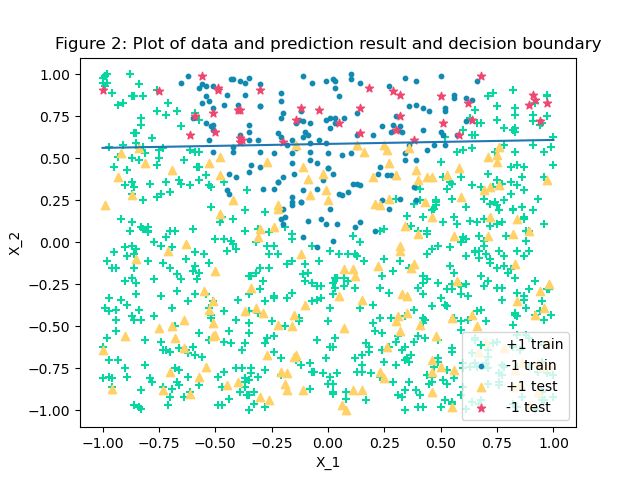 Figure 2: Plot of data and prediction result and decision boundary
1.00
0.75
0.50
0.25
0.00
−0.25
−0.50
−0.75
−1.00
X_2
+1 train
-1 train
+1 test
-1 test
−1.00 −0.75 −0.50 −0.25 0.00 0.25 0.50 0.75 1.00
X_1